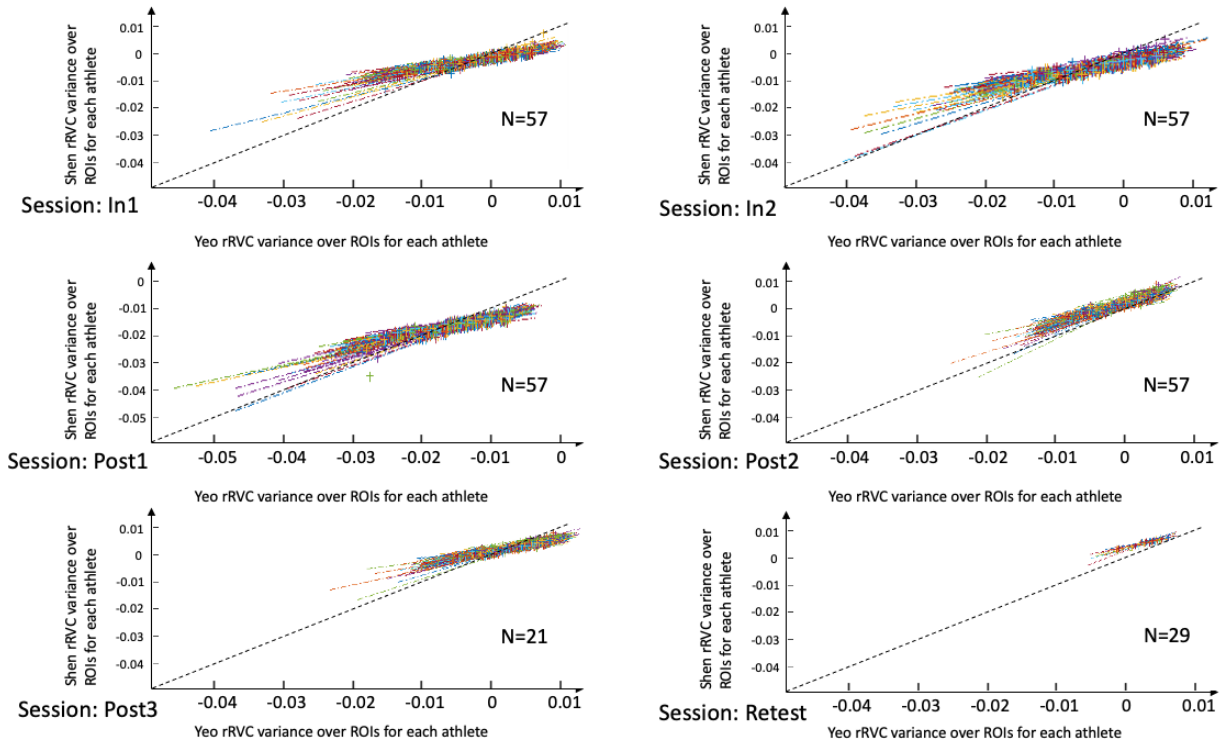 Shen rRVC variance over
ROIs for each athlete
0.01
0
-0.01
-0.02
-0.03
-0.04
N=57
Session: In1
-0.04 -0.03 -0.02 -0.01 0 0.01
Yeo rRVC variance over ROIs for each athlete
Shen rRVC variance over
ROIs for each athlete
0.01
0
-0.01
-0.02
-0.03
-0.04
N=57
Session: In2
-0.04 -0.03 -0.02 -0.01 0 0.01
Yeo rRVC variance over ROIs for each athlete
Shen rRVC variance over
ROIs for each athlete
0
-0.01
-0.02
-0.03
-0.04
-0.05
N=57
Session: Post1
-0.05 -0.04 -0.03 -0.02 -0.01 0
Yeo rRVC variance over ROIs for each athlete
Shen rRVC variance over
ROIs for each athlete
0.01
0
-0.01
-0.02
-0.03
-0.04
N=57
Session: Post2
-0.04 -0.03 -0.02 -0.01 0 0.01
Yeo rRVC variance over ROIs for each athlete
Shen rRVC variance over
ROIs for each athlete
0.01
0
-0.01
-0.02
-0.03
-0.04
N=21
Session: Post3
-0.04 -0.03 -0.02 -0.01 0 0.01
Yeo rRVC variance over ROIs for each athlete
Shen rRVC variance over
ROIs for each athlete
0.01
0
-0.01
-0.02
-0.03
-0.04
N=29
Session: Retest
-0.04 -0.03 -0.02 -0.01 0 0.01
Yeo rRVC variance over ROIs for each athlete